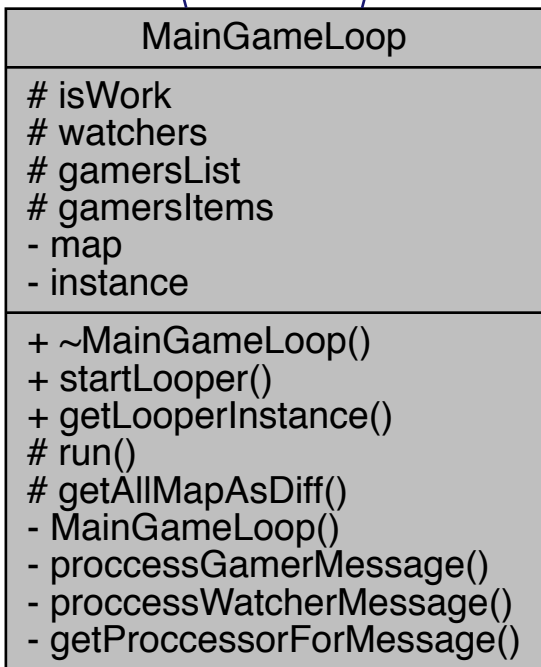 MainGameLoop
# isWork
# watchers
# gamersList
# gamersItems
- map
- instance
+ ~MainGameLoop()
+ startLooper()
+ getLooperInstance()
# run()
# getAllMapAsDiff()
- MainGameLoop()
- proccessGamerMessage()
- proccessWatcherMessage()
- getProccessorForMessage()